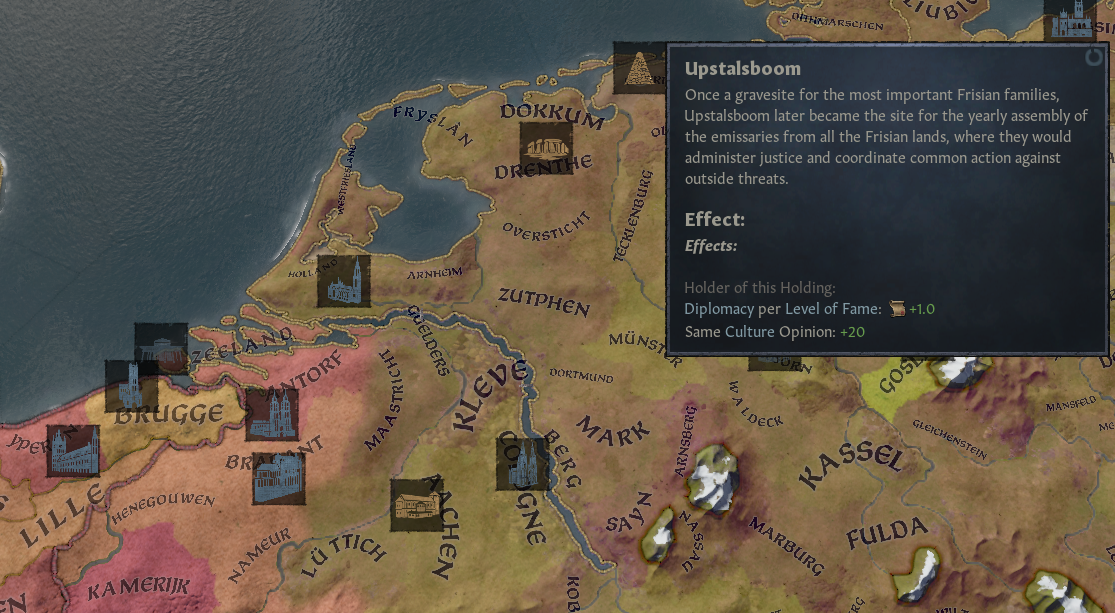 DITHMARSCHEN
Upstalsboom
Once a gravesite for the most important Frisian families,
Upstalsboom later became the site for the yearly assembly of
the emissaries from all the Frisian lands, where they would
administer justice and coordinate common action against
outside threats.
Effect:
Effects:
Holder of this Holding:
Diplomacy per Level of Fame: +1.0
Same Culture Opinion: +20
FRYSLÂN
DOKKUM
DRENTHE
WESTFRIESLAND
TECKLENBURG
OVERSTICHT
HOLLAND
ARNHEIM
ZUTPHEN
GUELDERS
ZEELAND
MÜNSTER
KLEVE
DORTMUND
MAASTRICHT
BRUGGE
WALDECK
MANSFELD
MARK
ARNSBERG
GLEICHENSTEIN
BERG
KASSEL
HENEGOUWEN
LILLE
AACHEN
SAYN
NASSAU
MARBURG
FULDA
NAMEUR
LÜTTICH
KAMERIJK
KOB